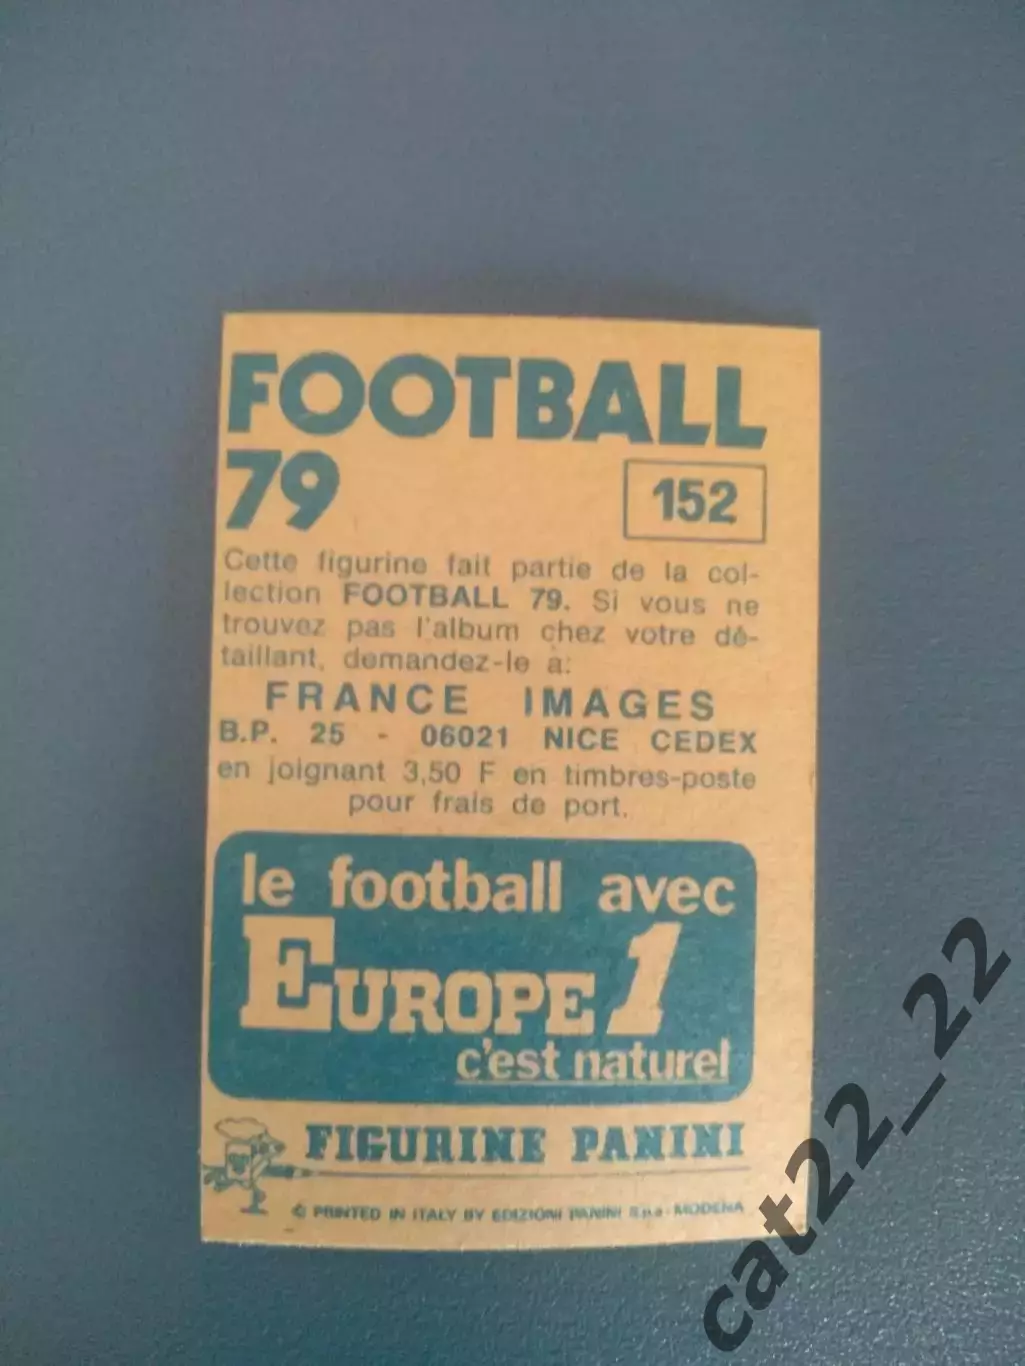 FOOTBALL
79
152
Cette figurine fait partie de la col-
lection FOOTBALL 79. Si vous ne
trouvez pas l'album chez votre dé-
taillant, demandez-le à:
FRANCE IMAGES
B.P. 25 - 06021 NICE CEDEX
en joignant 3,50 F en timbres-poste
pour frais de port.
le football avec
EUROPE 1
c'est naturel
FIGURINE PANINI
© PRINTED IN ITALY BY EDIZIONI PANINI S.p.a - MODENA
cat22_22